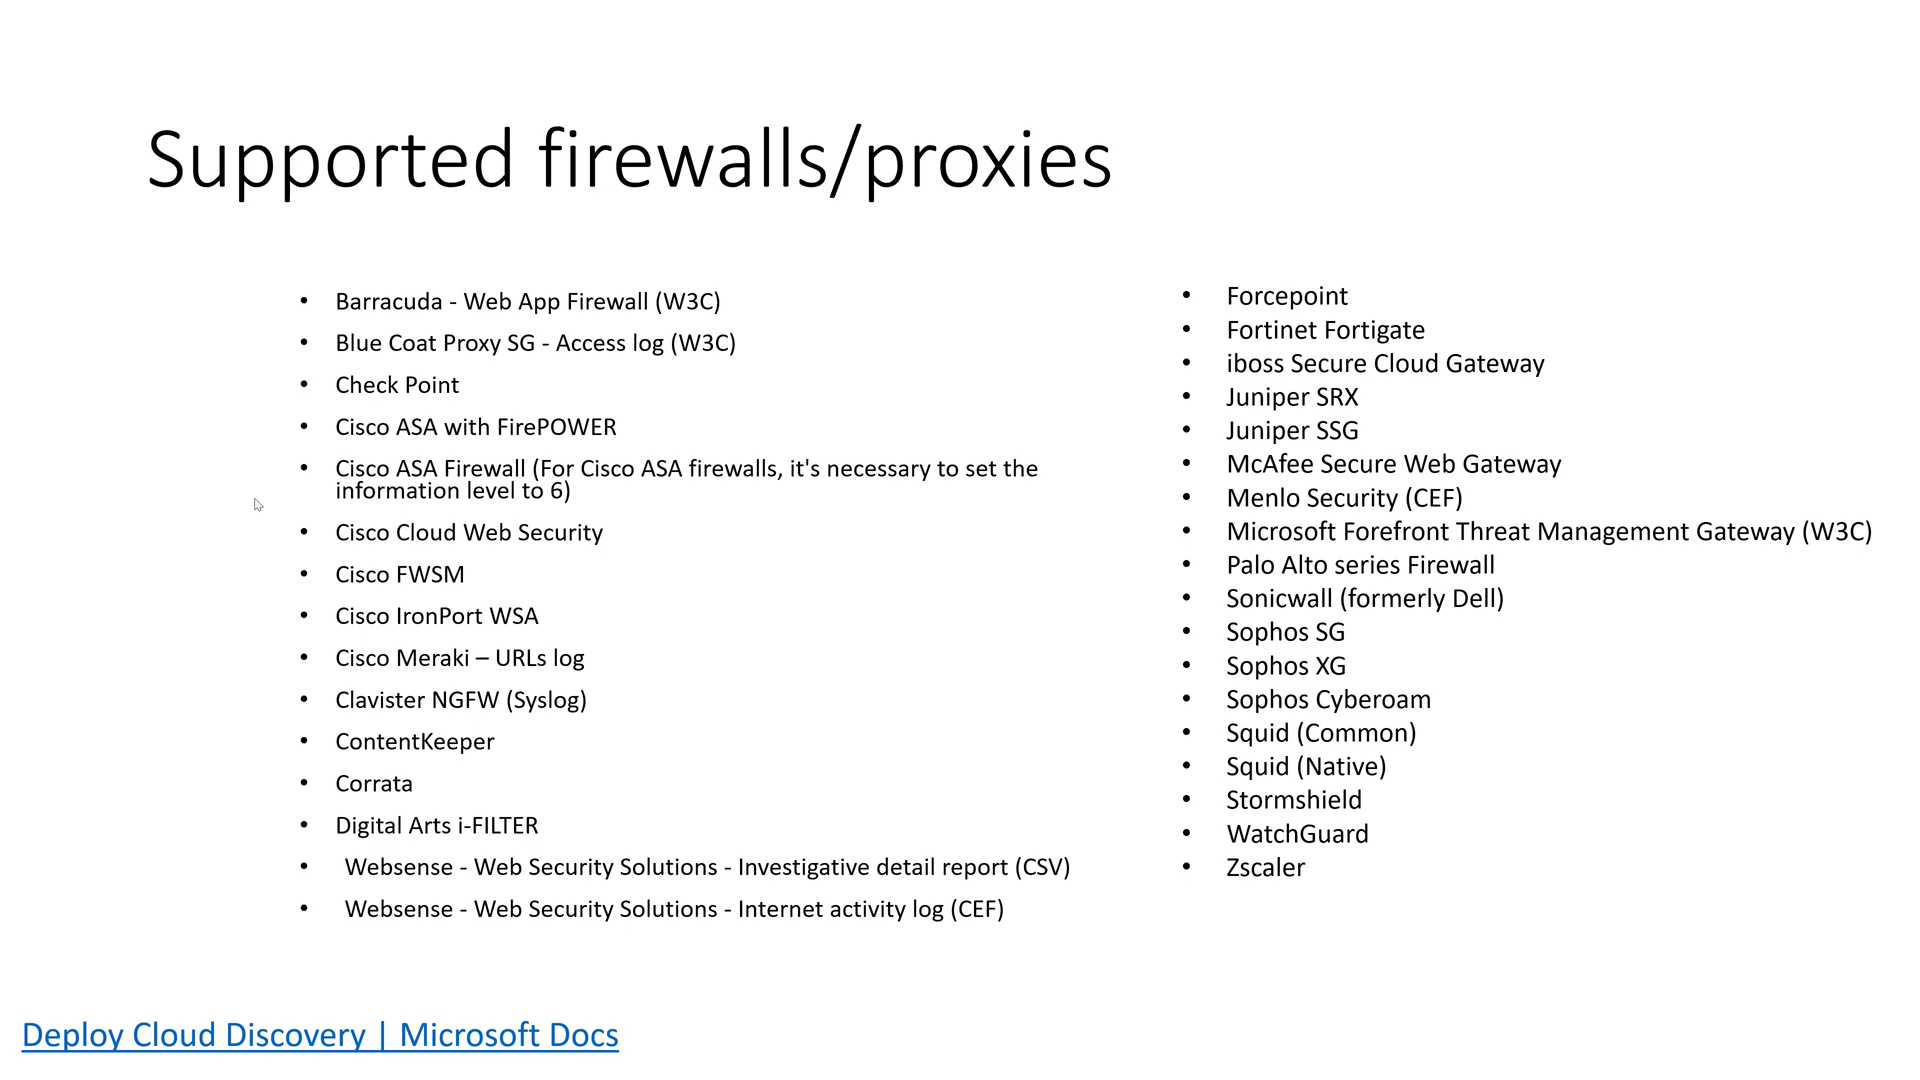 Supported firewalls/proxies
• Barracuda - Web App Firewall (W3C)
• Blue Coat Proxy SG - Access log (W3C)
• Check Point
• Cisco ASA with FirePOWER
• Cisco ASA Firewall (For Cisco ASA firewalls, it's necessary to set the
information level to 6)
• Cisco Cloud Web Security
• Cisco FWSM
• Cisco IronPort WSA
• Cisco Meraki – URLs log
• Clavister NGFW (Syslog)
• ContentKeeper
• Corrata
• Digital Arts i-FILTER
• Websense - Web Security Solutions - Investigative detail report (CSV)
• Websense - Web Security Solutions - Internet activity log (CEF)
• Forcepoint
• Fortinet Fortigate
• iboss Secure Cloud Gateway
• Juniper SRX
• Juniper SSG
• McAfee Secure Web Gateway
• Menlo Security (CEF)
• Microsoft Forefront Threat Management Gateway (W3C)
• Palo Alto series Firewall
• Sonicwall (formerly Dell)
• Sophos SG
• Sophos XG
• Sophos Cyberoam
• Squid (Common)
• Squid (Native)
• Stormshield
• WatchGuard
• Zscaler
Deploy Cloud Discovery | Microsoft Docs